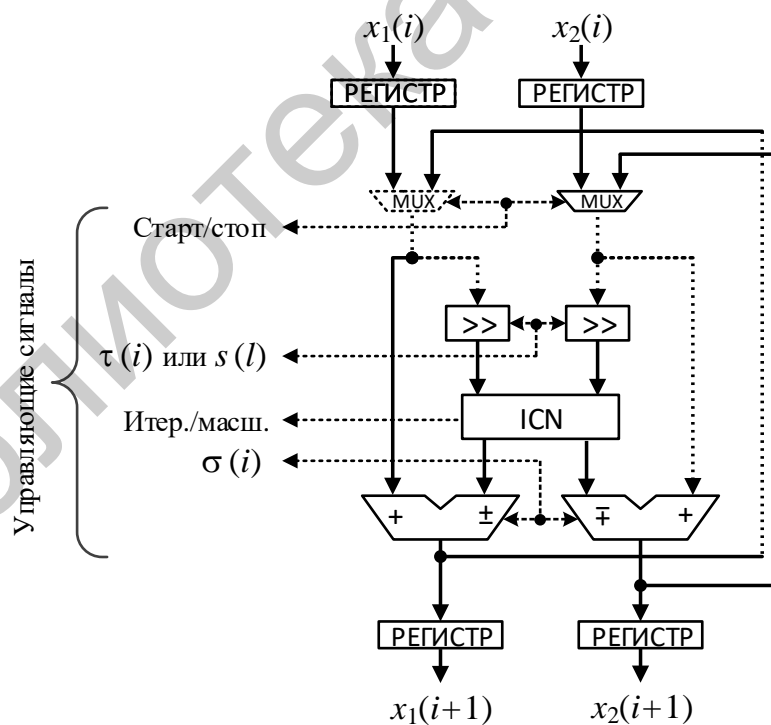 x₁(i) x₂(i)
РЕГИСТР РЕГИСТР
MUX MUX
Старт/стоп
>> >>
τ(i) или s(l)
Итер./масш. ICN
σ(i)
+ ± ∓ +
Управляющие сигналы
РЕГИСТР РЕГИСТР
x₁(i+1) x₂(i+1)